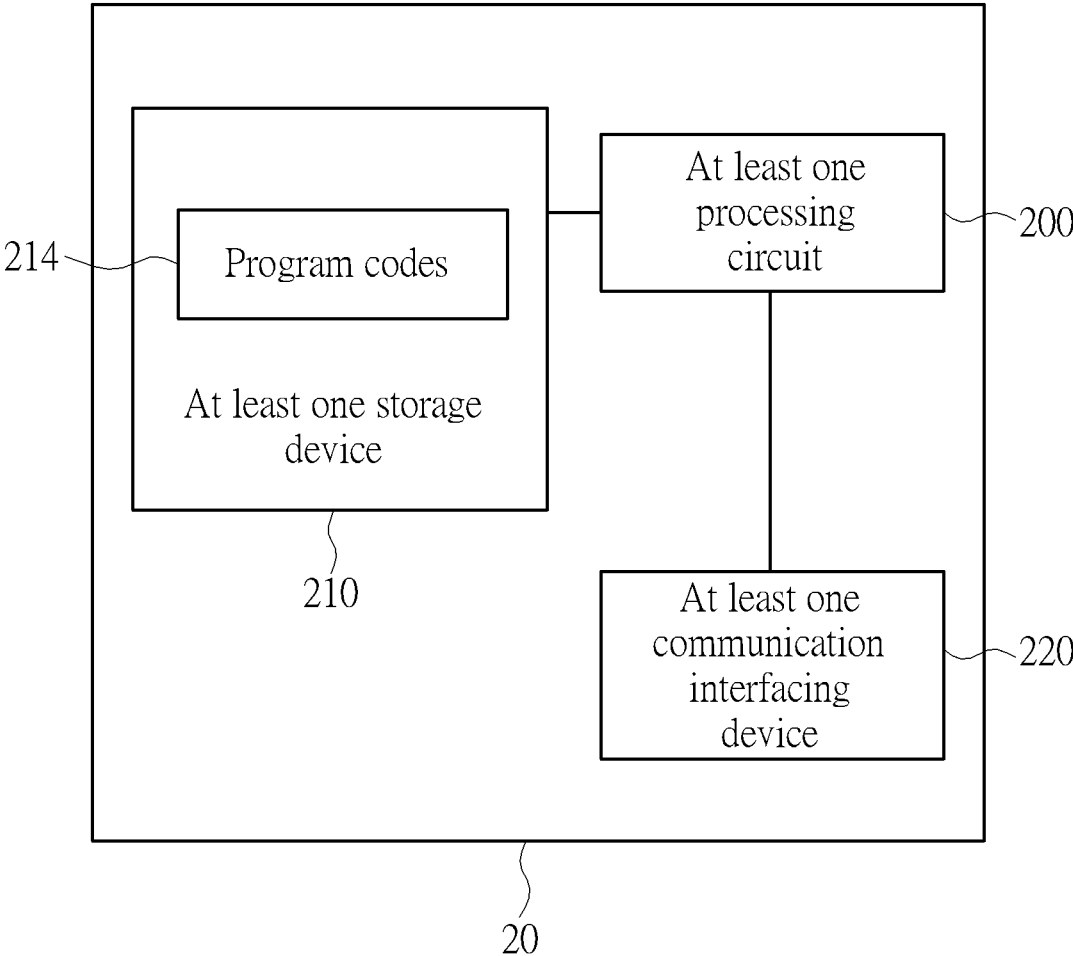 At least one
processing
circuit
200
214
Program codes
At least one storage
device
210
At least one
communication
interfacing
device
220
20